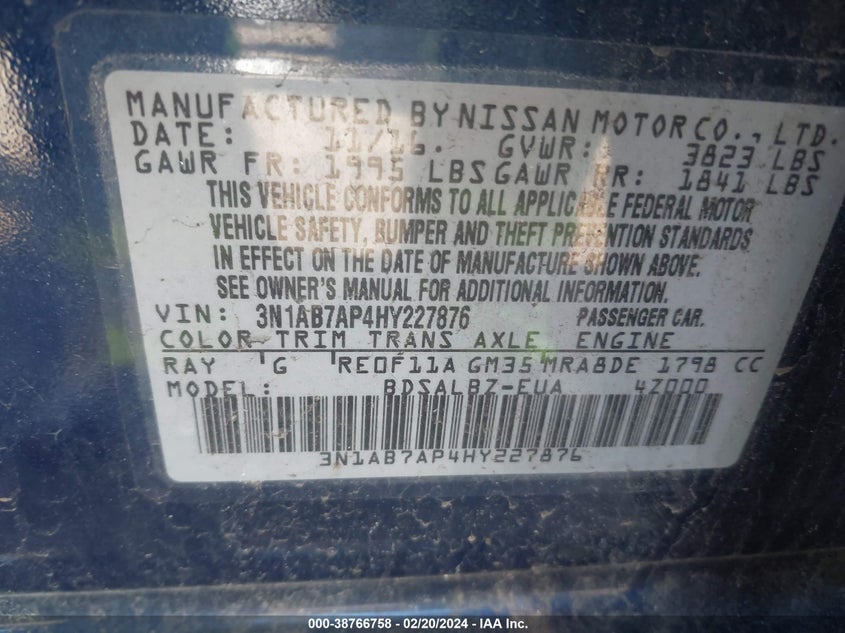 MANUFACTURED BY NISSAN MOTOR CO., LTD.
DATE: 11/16. GVWR: 3823 LBS
GAWR FR: 1995 LBS GAWR RR: 1841 LBS
THIS VEHICLE CONFORMS TO ALL APPLICABLE FEDERAL MOTOR
VEHICLE SAFETY, BUMPER AND THEFT PREVENTION STANDARDS
IN EFFECT ON THE DATE OF MANUFACTURE SHOWN ABOVE.
SEE OWNER'S MANUAL FOR ADDITIONAL INFORMATION.
VIN: 3N1AB7AP4HY227876 PASSENGER CAR.
COLOR TRIM TRANS AXLE ENGINE
RAY G RE0F11A GM35 MRA8DE 1798 CC
MODEL: BDSALBZ-EUA 4Z000
3N1AB7AP4HY227876
000-38766758 - 02/20/2024 - IAA Inc.